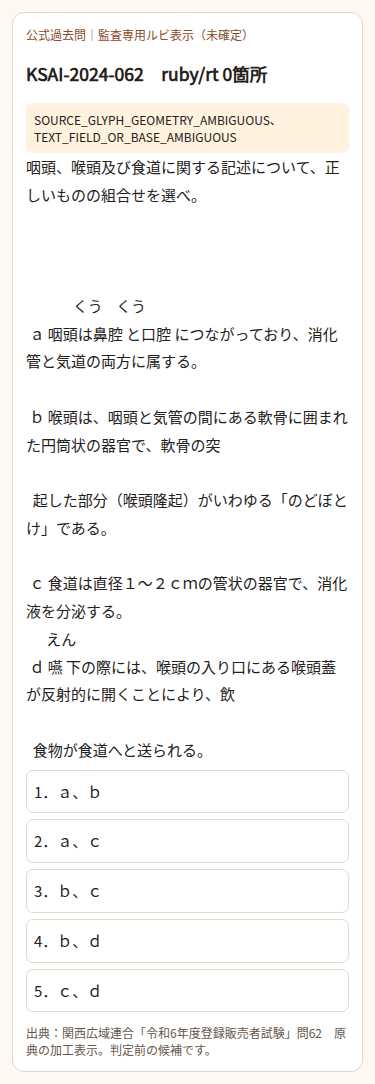 公式過去問｜監査専用ルビ表示（未確定）
KSAI-2024-062　ruby/rt 0箇所
SOURCE_GLYPH_GEOMETRY_AMBIGUOUS、
TEXT_FIELD_OR_BASE_AMBIGUOUS
咽頭、喉頭及び食道に関する記述について、正
しいものの組合せを選べ。
くう　くう
ａ 咽頭は鼻腔 と口腔 につながっており、消化
管と気道の両方に属する。
ｂ 喉頭は、咽頭と気管の間にある軟骨に囲まれ
た円筒状の器官で、軟骨の突
起した部分（喉頭隆起）がいわゆる「のどぼと
け」である。
ｃ 食道は直径１～２ｃｍの管状の器官で、消化
液を分泌する。
えん
ｄ 嚥 下の際には、喉頭の入り口にある喉頭蓋
が反射的に開くことにより、飲
食物が食道へと送られる。
1．ａ、ｂ
2．ａ、ｃ
3．ｂ、ｃ
4．ｂ、ｄ
5．ｃ、ｄ
出典：関西広域連合「令和6年度登録販売者試験」問62　原
典の加工表示。判定前の候補です。